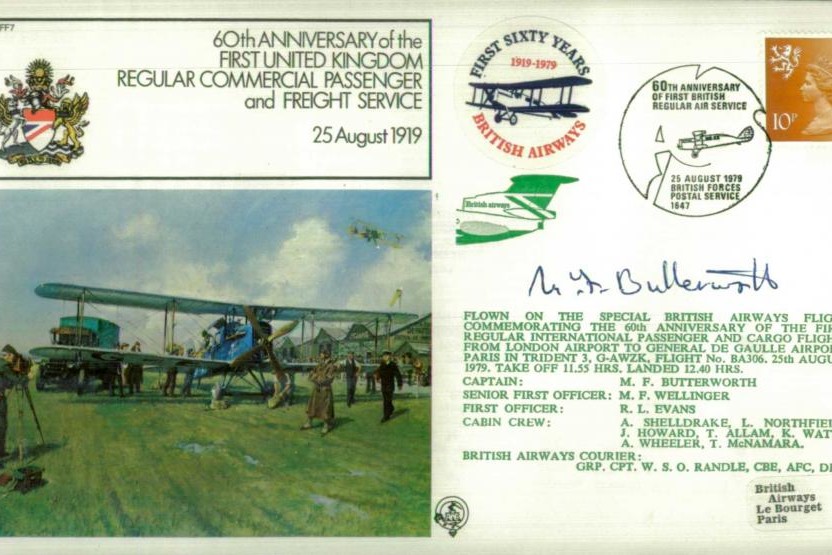 FF7
60th ANNIVERSARY of the
FIRST UNITED KINGDOM
REGULAR COMMERCIAL PASSENGER
and FREIGHT SERVICE
25 August 1919
FIRST SIXTY YEARS
1919-1979
BRITISH AIRWAYS
British airways
60TH ANNIVERSARY
OF FIRST BRITISH
REGULAR AIR SERVICE
25 AUGUST 1979
BRITISH FORCES
POSTAL SERVICE
1647
10P
M. F. Butterworth
FLOWN ON THE SPECIAL BRITISH AIRWAYS FLIG
COMMEMORATING THE 60th ANNIVERSARY OF THE FIR
REGULAR INTERNATIONAL PASSENGER AND CARGO FLIGH
FROM LONDON AIRPORT TO GENERAL DE GAULLE AIRPOR
PARIS IN TRIDENT 3, G-AWZK, FLIGHT No. BA306. 25th AUGU
1979. TAKE OFF 11.55 HRS. LANDED 12.40 HRS.
CAPTAIN: M. F. BUTTERWORTH
SENIOR FIRST OFFICER: M. F. WELLINGER
FIRST OFFICER: R. L. EVANS
CABIN CREW: A. SHELLDRAKE, L. NORTHFIE
J. HOWARD, T. ALLAM, K. WAT
A. WHEELER, T. McNAMARA.
BRITISH AIRWAYS COURIER:
GRP. CPT. W. S. O. RANDLE, CBE, AFC, DF
British
Airways
Le Bourget
Paris